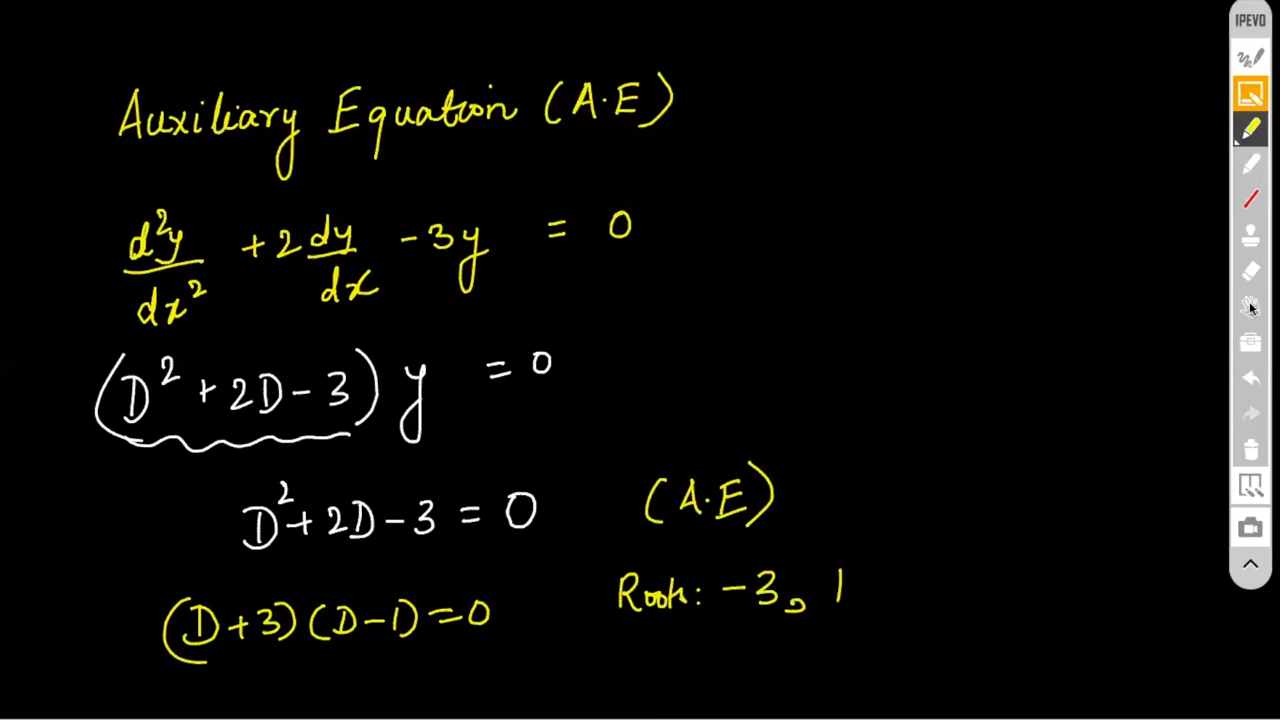 IPEVO
Auxiliary Equation (A.E)
d²y/dx² + 2 dy/dx - 3y = 0
(D² + 2D - 3) y = 0
D² + 2D - 3 = 0 (A.E)
(D + 3) (D - 1) = 0 Roots: -3, 1